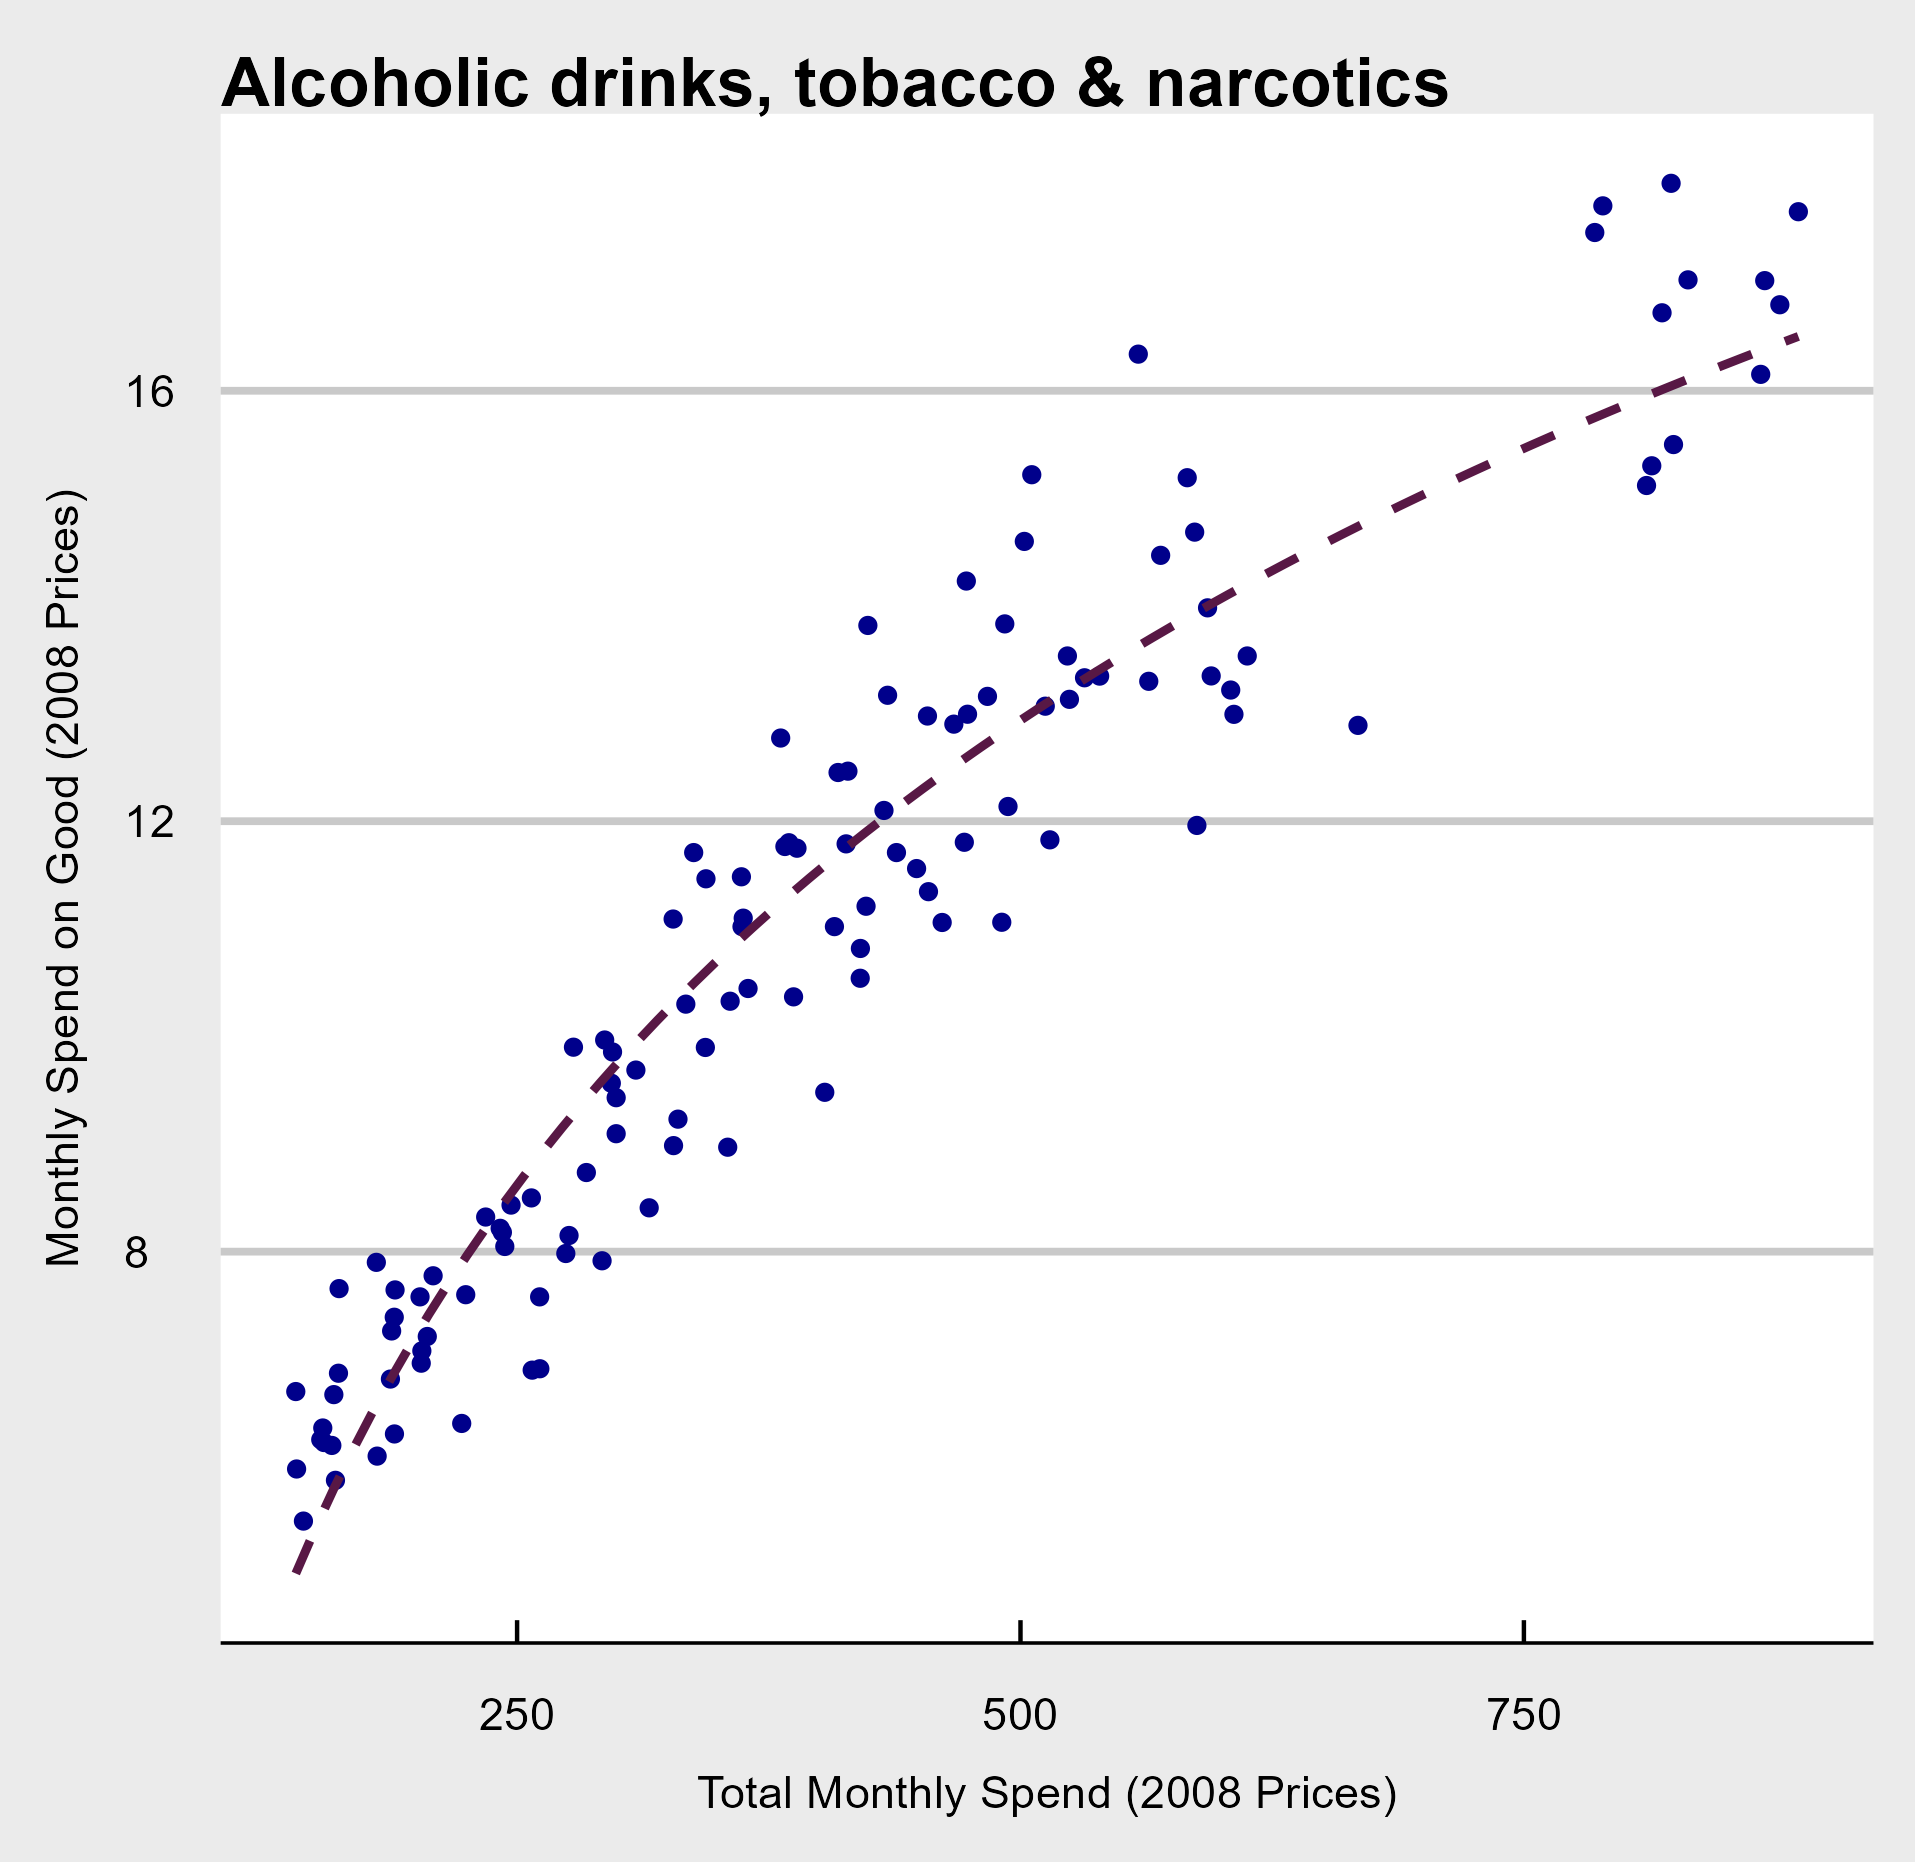 Alcoholic drinks, tobacco & narcotics
Monthly Spend on Good (2008 Prices)
16
12
8
250
500
750
Total Monthly Spend (2008 Prices)